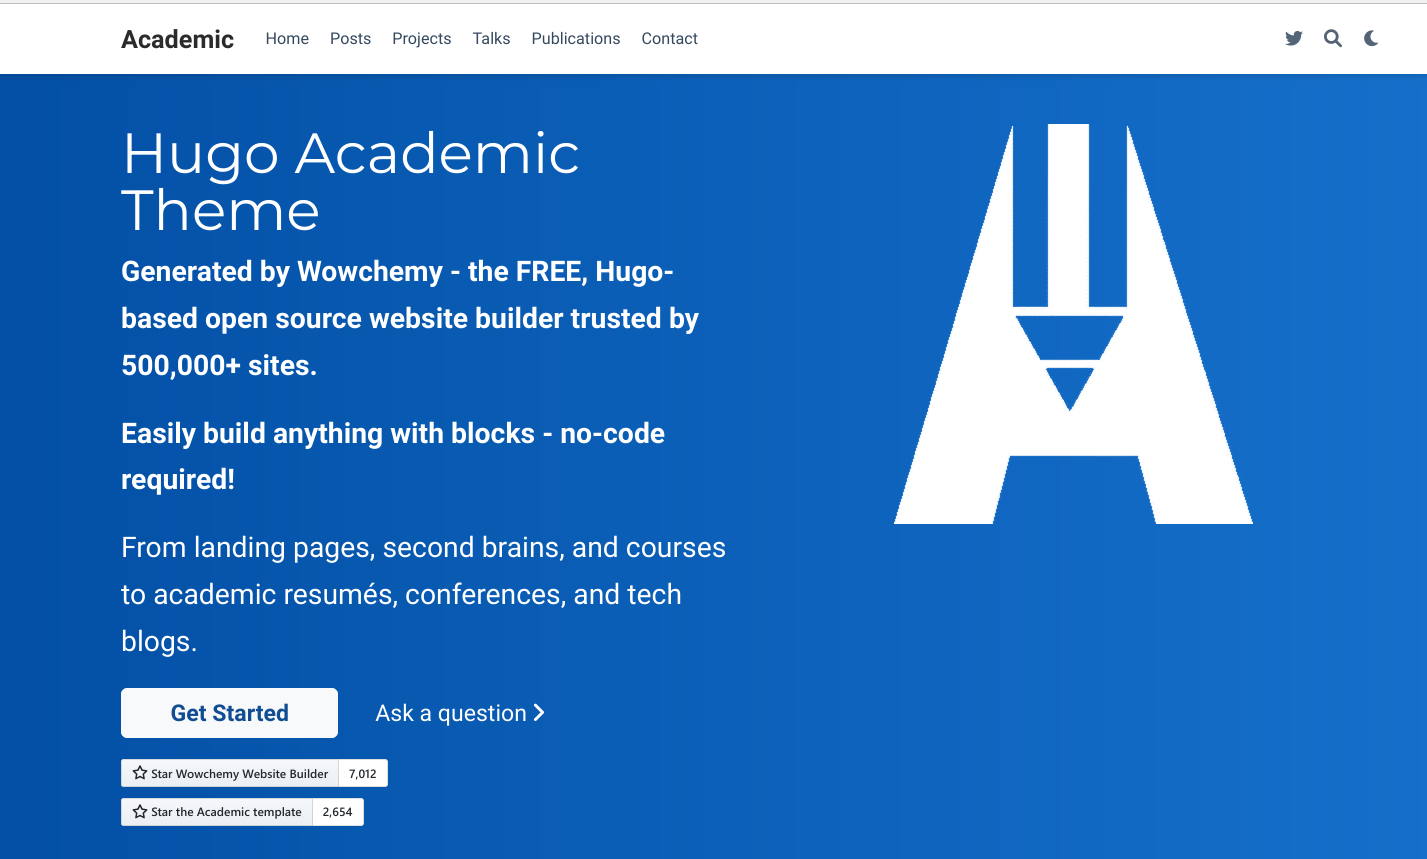 Academic Home Posts Projects Talks Publications Contact
Hugo Academic
Theme
Generated by Wowchemy - the FREE, Hugo-
based open source website builder trusted by
500,000+ sites.
Easily build anything with blocks - no-code
required!
From landing pages, second brains, and courses
to academic resumés, conferences, and tech
blogs.
Get Started Ask a question
Star Wowchemy Website Builder 7,012
Star the Academic template 2,654